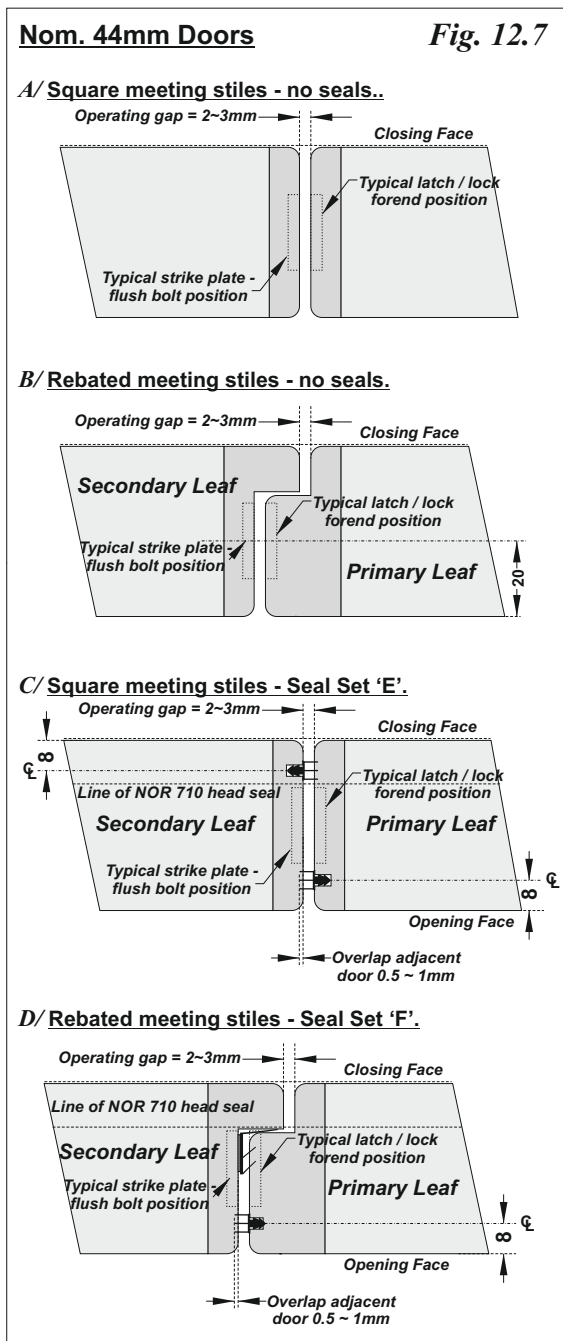 Nom. 44mm Doors
Fig. 12.7
A/ Square meeting stiles - no seals..
Operating gap = 2~3mm
Closing Face
Typical latch / lock
forend position
Typical strike plate -
flush bolt position
B/ Rebated meeting stiles - no seals.
Operating gap = 2~3mm
Closing Face
Secondary Leaf
Typical latch / lock
forend position
Typical strike plate -
flush bolt position
Primary Leaf
20
C/ Square meeting stiles - Seal Set ‘E’.
Operating gap = 2~3mm
Closing Face
8
℄
Typical latch / lock
forend position
Line of NOR 710 head seal
Secondary Leaf
Primary Leaf
Typical strike plate -
flush bolt position
℄
8
Opening Face
Overlap adjacent
door 0.5 ~ 1mm
D/ Rebated meeting stiles - Seal Set ‘F’.
Operating gap = 2~3mm
Closing Face
Line of NOR 710 head seal
Secondary Leaf
Typical latch / lock
forend position
Typical strike plate -
flush bolt position
Primary Leaf
℄
8
Opening Face
Overlap adjacent
door 0.5 ~ 1mm